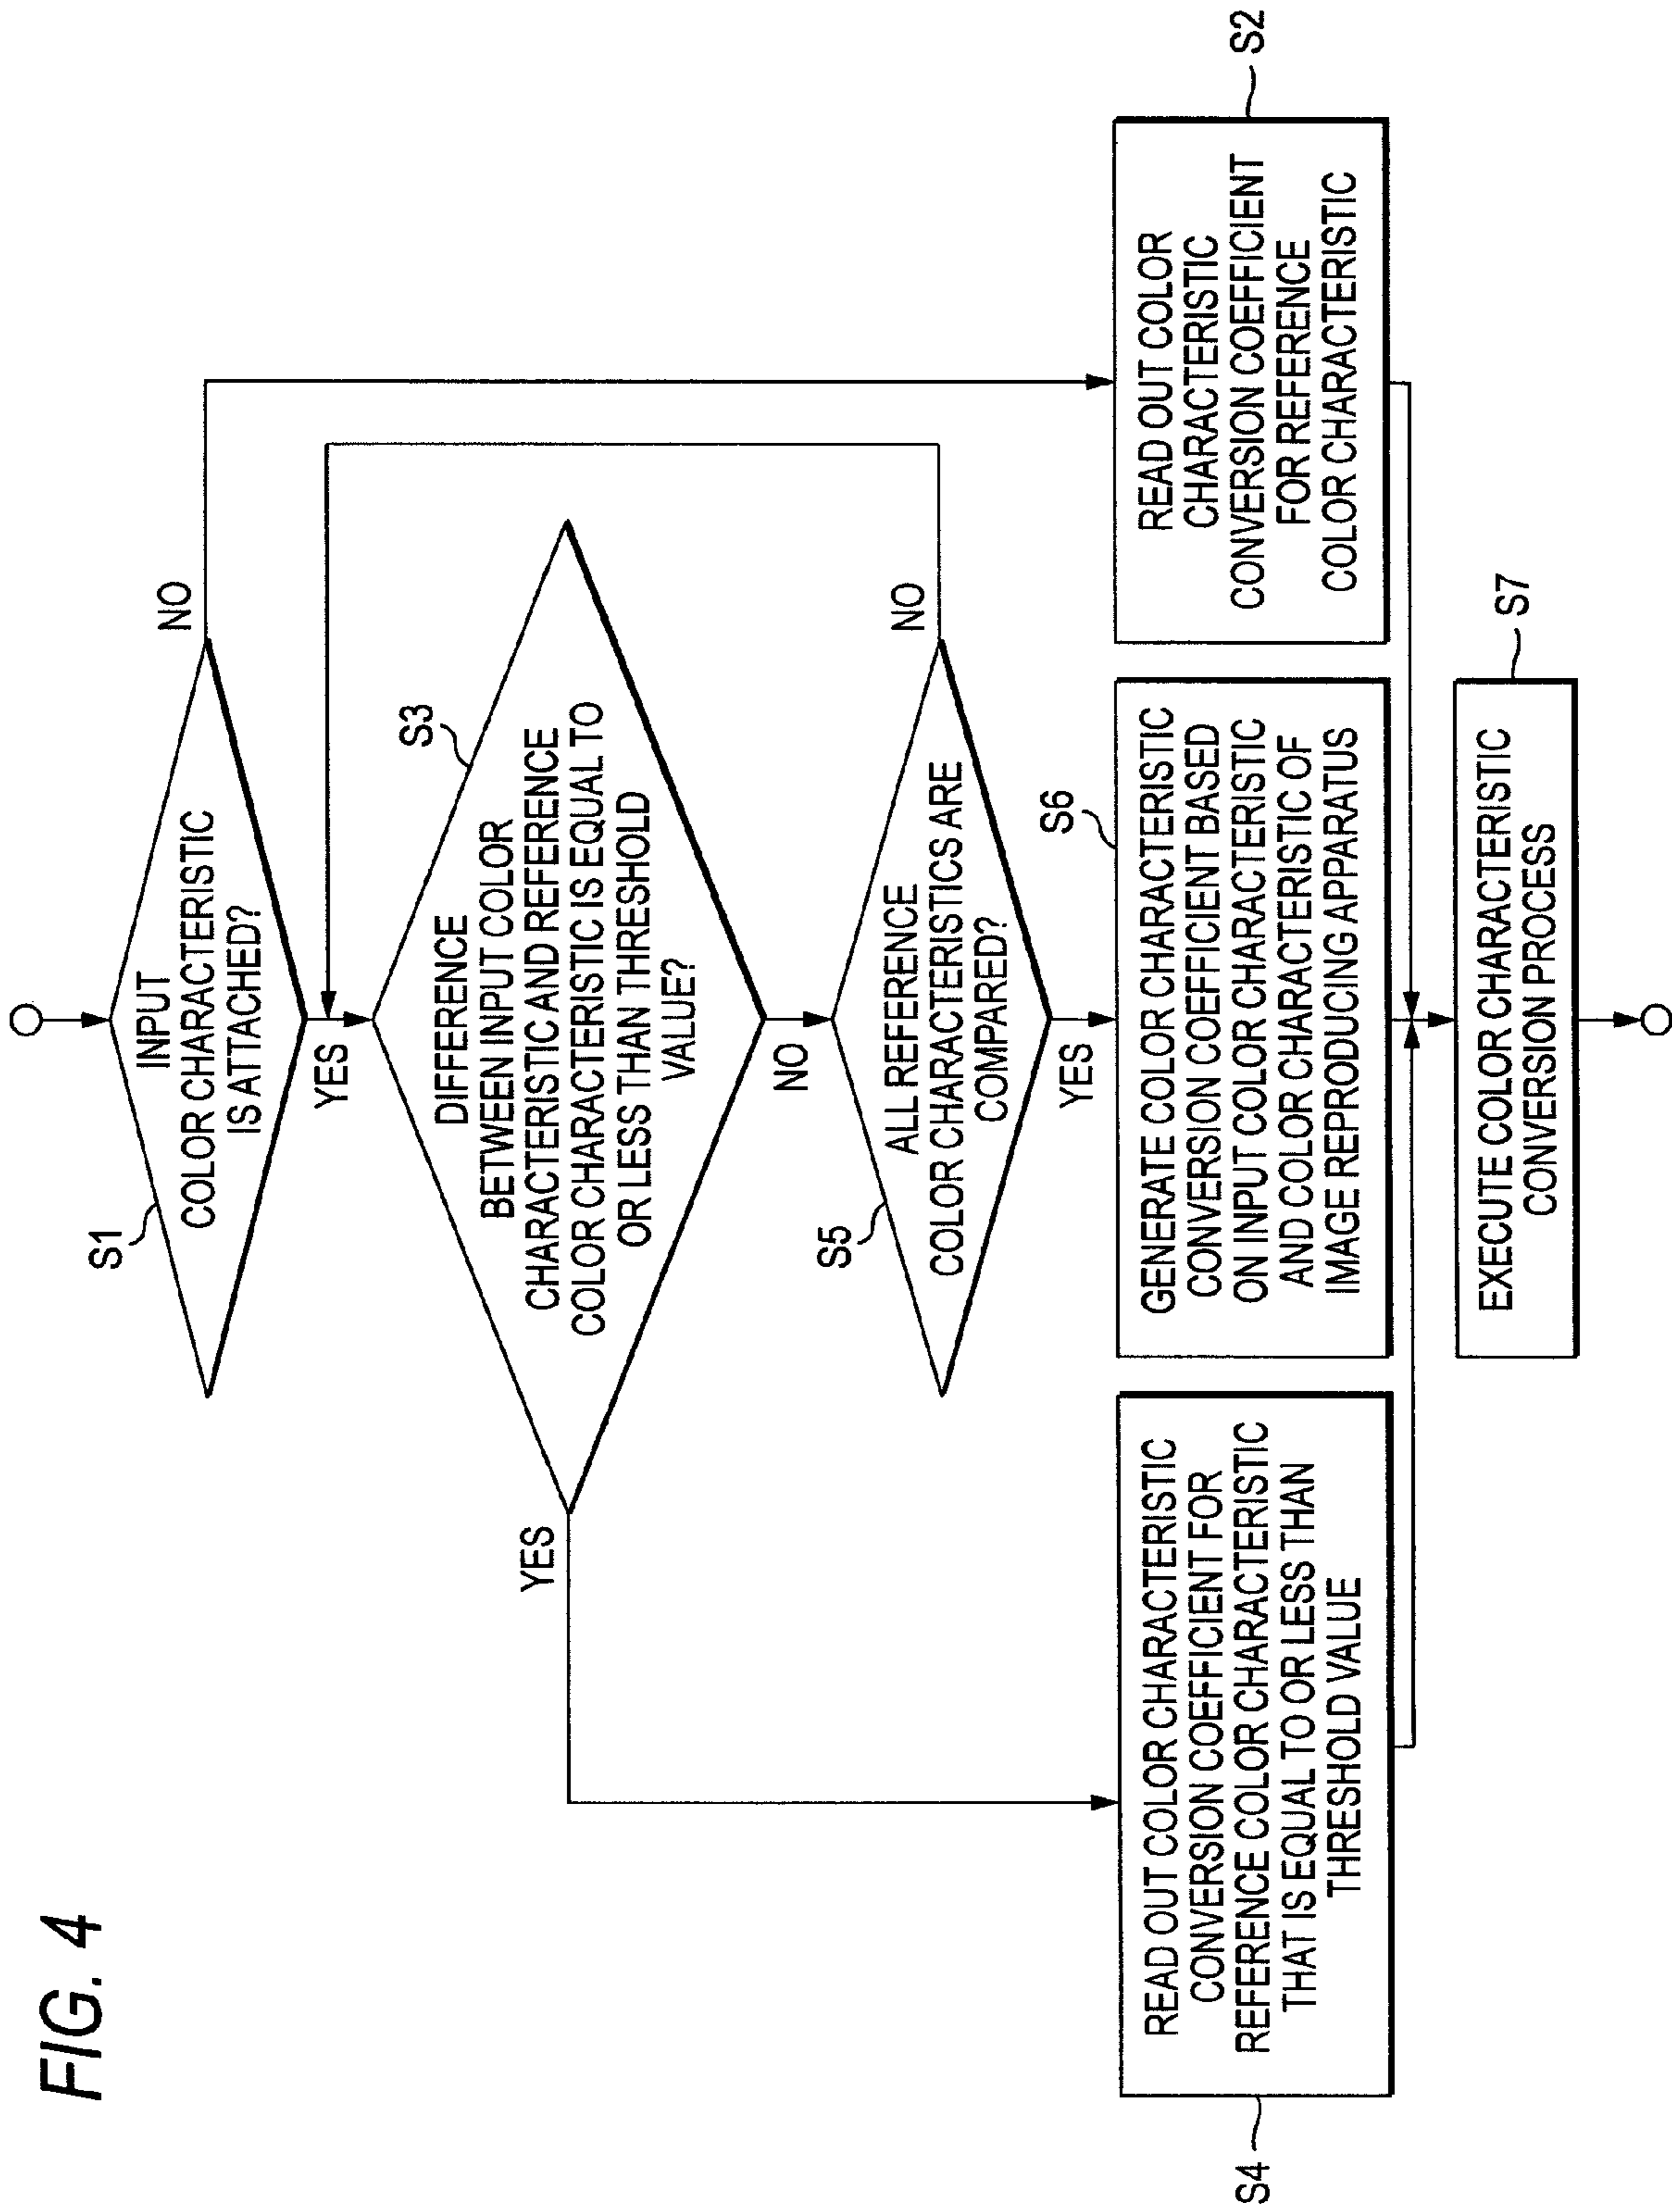 FIG. 4
S1
INPUT
COLOR CHARACTERISTIC
IS ATTACHED?
NO
YES
S3
DIFFERENCE
BETWEEN INPUT COLOR
CHARACTERISTIC AND REFERENCE
COLOR CHARACTERISTIC IS EQUAL TO
OR LESS THAN THRESHOLD
VALUE?
YES
NO
S5
ALL REFERENCE
COLOR CHARACTERISTICS ARE
COMPARED?
NO
YES
S4
READ OUT COLOR CHARACTERISTIC
CONVERSION COEFFICIENT FOR
REFERENCE COLOR CHARACTERISTIC
THAT IS EQUAL TO OR LESS THAN
THRESHOLD VALUE
S6
GENERATE COLOR CHARACTERISTIC
CONVERSION COEFFICIENT BASED
ON INPUT COLOR CHARACTERISTIC
AND COLOR CHARACTERISTIC OF
IMAGE REPRODUCING APPARATUS
S2
READ OUT COLOR
CHARACTERISTIC
CONVERSION COEFFICIENT
FOR REFERENCE
COLOR CHARACTERISTIC
S7
EXECUTE COLOR CHARACTERISTIC
CONVERSION PROCESS